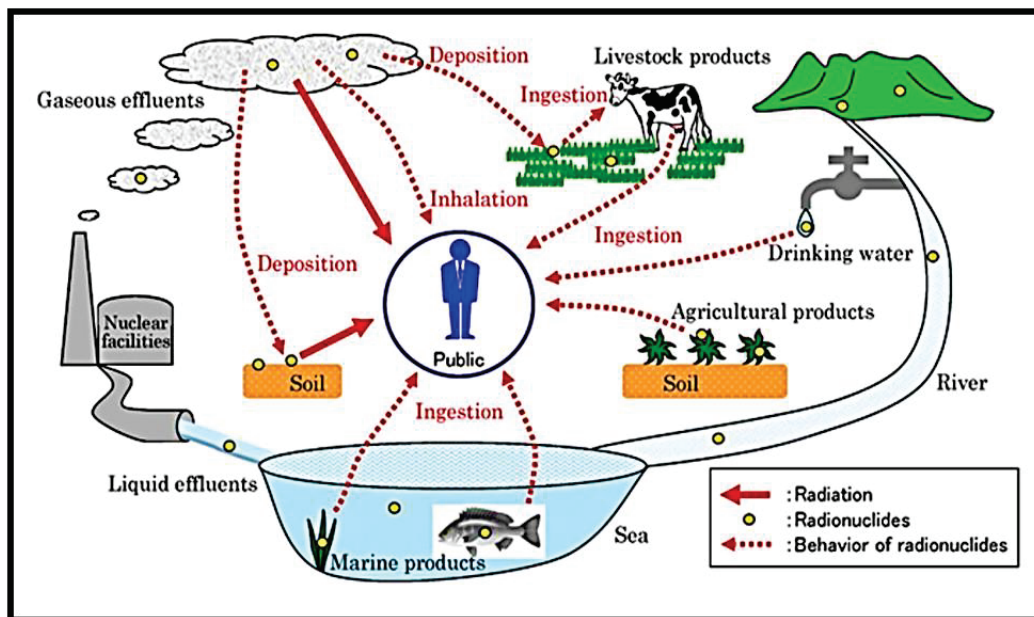 Deposition
Livestock products
Gaseous effluents
Ingestion
Inhalation
Ingestion
Deposition
Drinking water
Nuclear
facilities
Agricultural products
Public
Soil
Soil
River
Ingestion
Liquid effluents
Sea
Marine products
:Radiation
:Radionuclides
:Behavior of radionuclides